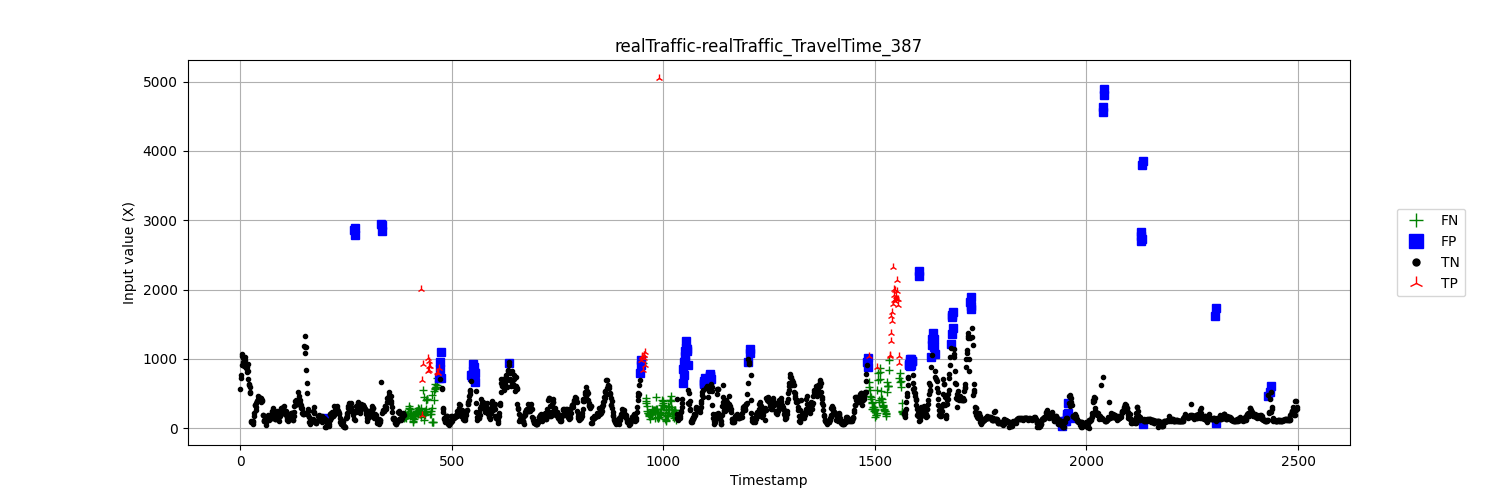 realTraffic-realTraffic_TravelTime_387
5000
4000
3000
2000
1000
0
Input value (X)
0
500
1000
1500
2000
2500
Timestamp
FN
FP
TN
TP